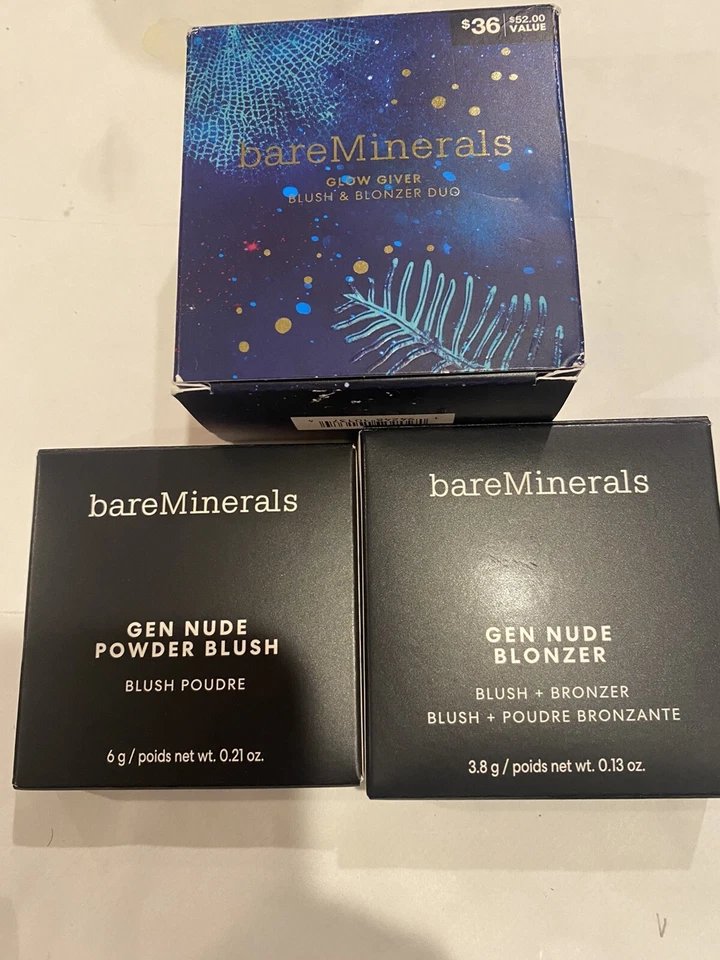 $36 $52.00
VALUE
bareMinerals
GLOW GIVER
BLUSH & BLONZER DUO
bareMinerals
GEN NUDE
POWDER BLUSH
BLUSH POUDRE
6 g / poids net wt. 0.21 oz.
bareMinerals
GEN NUDE
BLONZER
BLUSH + BRONZER
BLUSH + POUDRE BRONZANTE
3.8 g / poids net wt. 0.13 oz.